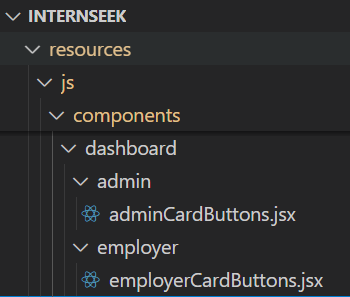 INTERNSEEK
resources
js
components
dashboard
admin
adminCardButtons.jsx
employer
employerCardButtons.jsx